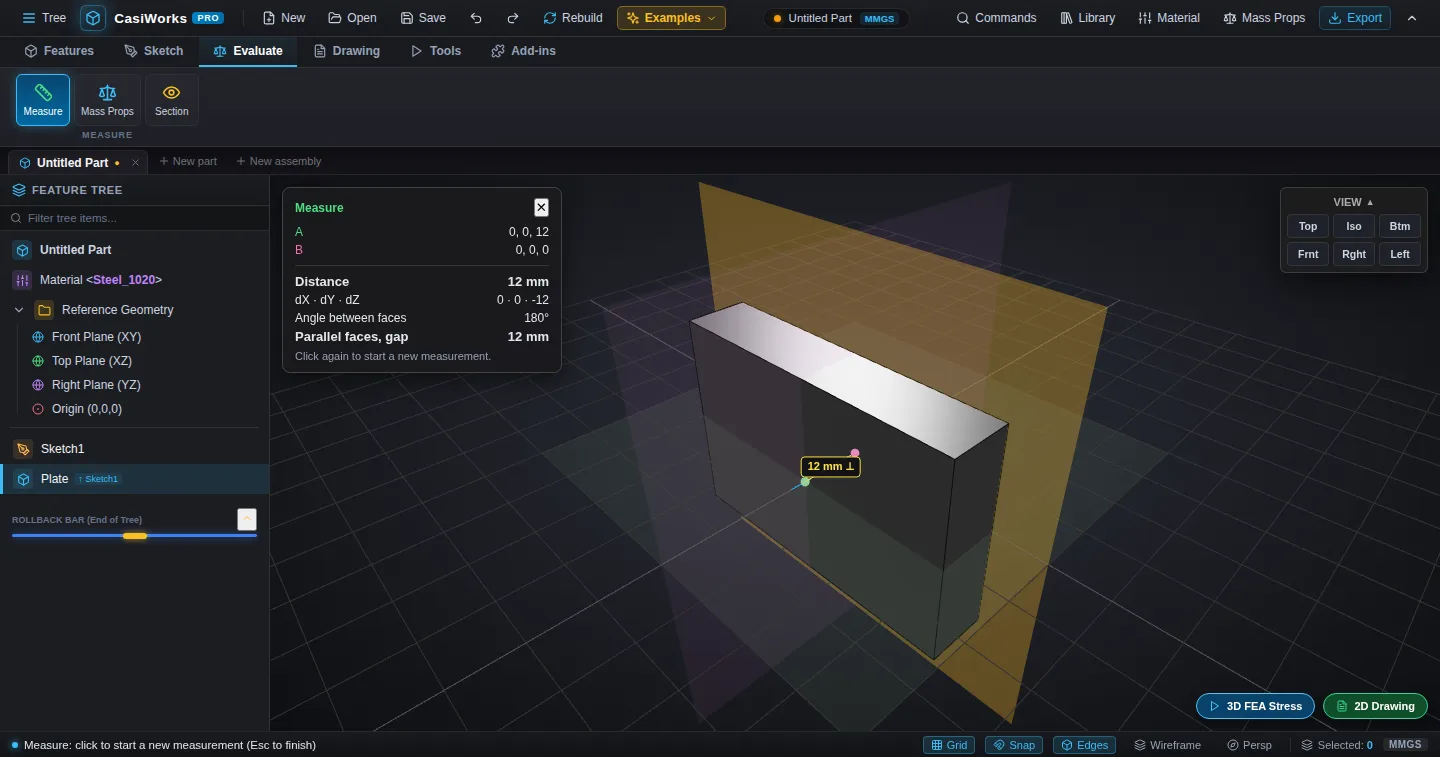 Tree CasiWorks PRO New Open Save Rebuild Examples Untitled Part MMGS Commands Library Material Mass Props Export
Features Sketch Evaluate Drawing Tools Add-ins
Measure Mass Props Section
MEASURE
Untitled Part • × + New part + New assembly
FEATURE TREE
Filter tree items...
Untitled Part
Material <Steel_1020>
Reference Geometry
Front Plane (XY)
Top Plane (XZ)
Right Plane (YZ)
Origin (0,0,0)
Sketch1
Plate ↑ Sketch1
ROLLBACK BAR (End of Tree)
Measure ✕
A 0, 0, 12
B 0, 0, 0
Distance 12 mm
dX · dY · dZ 0 · 0 · -12
Angle between faces 180°
Parallel faces, gap 12 mm
Click again to start a new measurement.
12 mm ⊥
VIEW ▲
Top Iso Btm
Frnt Rght Left
3D FEA Stress 2D Drawing
Measure: click to start a new measurement (Esc to finish) Grid Snap Edges Wireframe Persp Selected: 0 MMGS